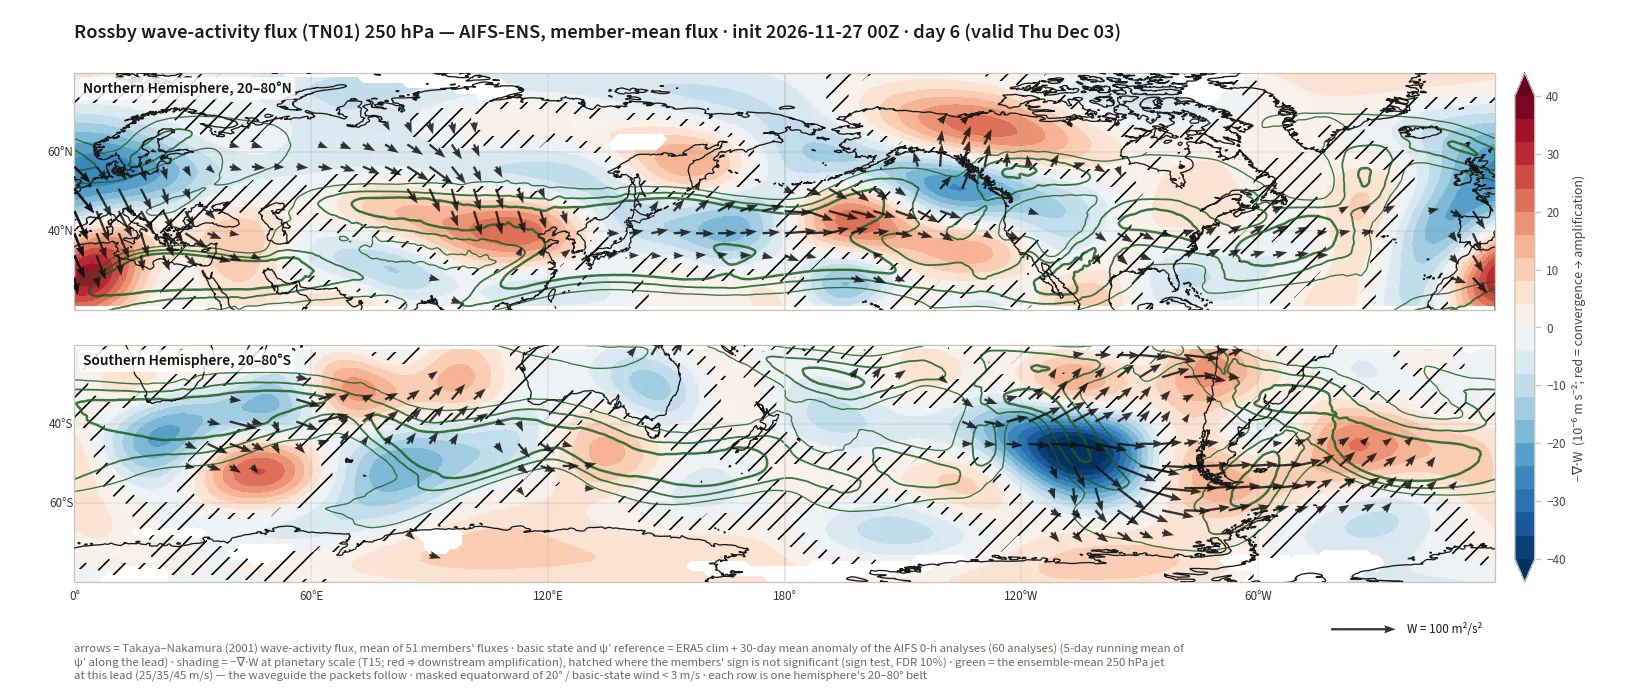 Rossby wave-activity flux (TN01) 250 hPa — AIFS-ENS, member-mean flux · init 2026-11-27 00Z · day 6 (valid Thu Dec 03)
Northern Hemisphere, 20–80°N
60°N
40°N
Southern Hemisphere, 20–80°S
40°S
60°S
0°
60°E
120°E
180°
120°W
60°W
40
30
20
10
0
−10
−20
−30
−40
−∇·W (10⁻⁶ m s⁻²; red = convergence → amplification)
W = 100 m²/s²
arrows = Takaya–Nakamura (2001) wave-activity flux, mean of 51 members' fluxes · basic state and ψ' reference = ERA5 clim + 30-day mean anomaly of the AIFS 0-h analyses (60 analyses) (5-day running mean of
ψ' along the lead) · shading = −∇·W at planetary scale (T15; red ⇒ downstream amplification), hatched where the members' sign is not significant (sign test, FDR 10%) · green = the ensemble-mean 250 hPa jet
at this lead (25/35/45 m/s) — the waveguide the packets follow · masked equatorward of 20° / basic-state wind < 3 m/s · each row is one hemisphere's 20–80° belt